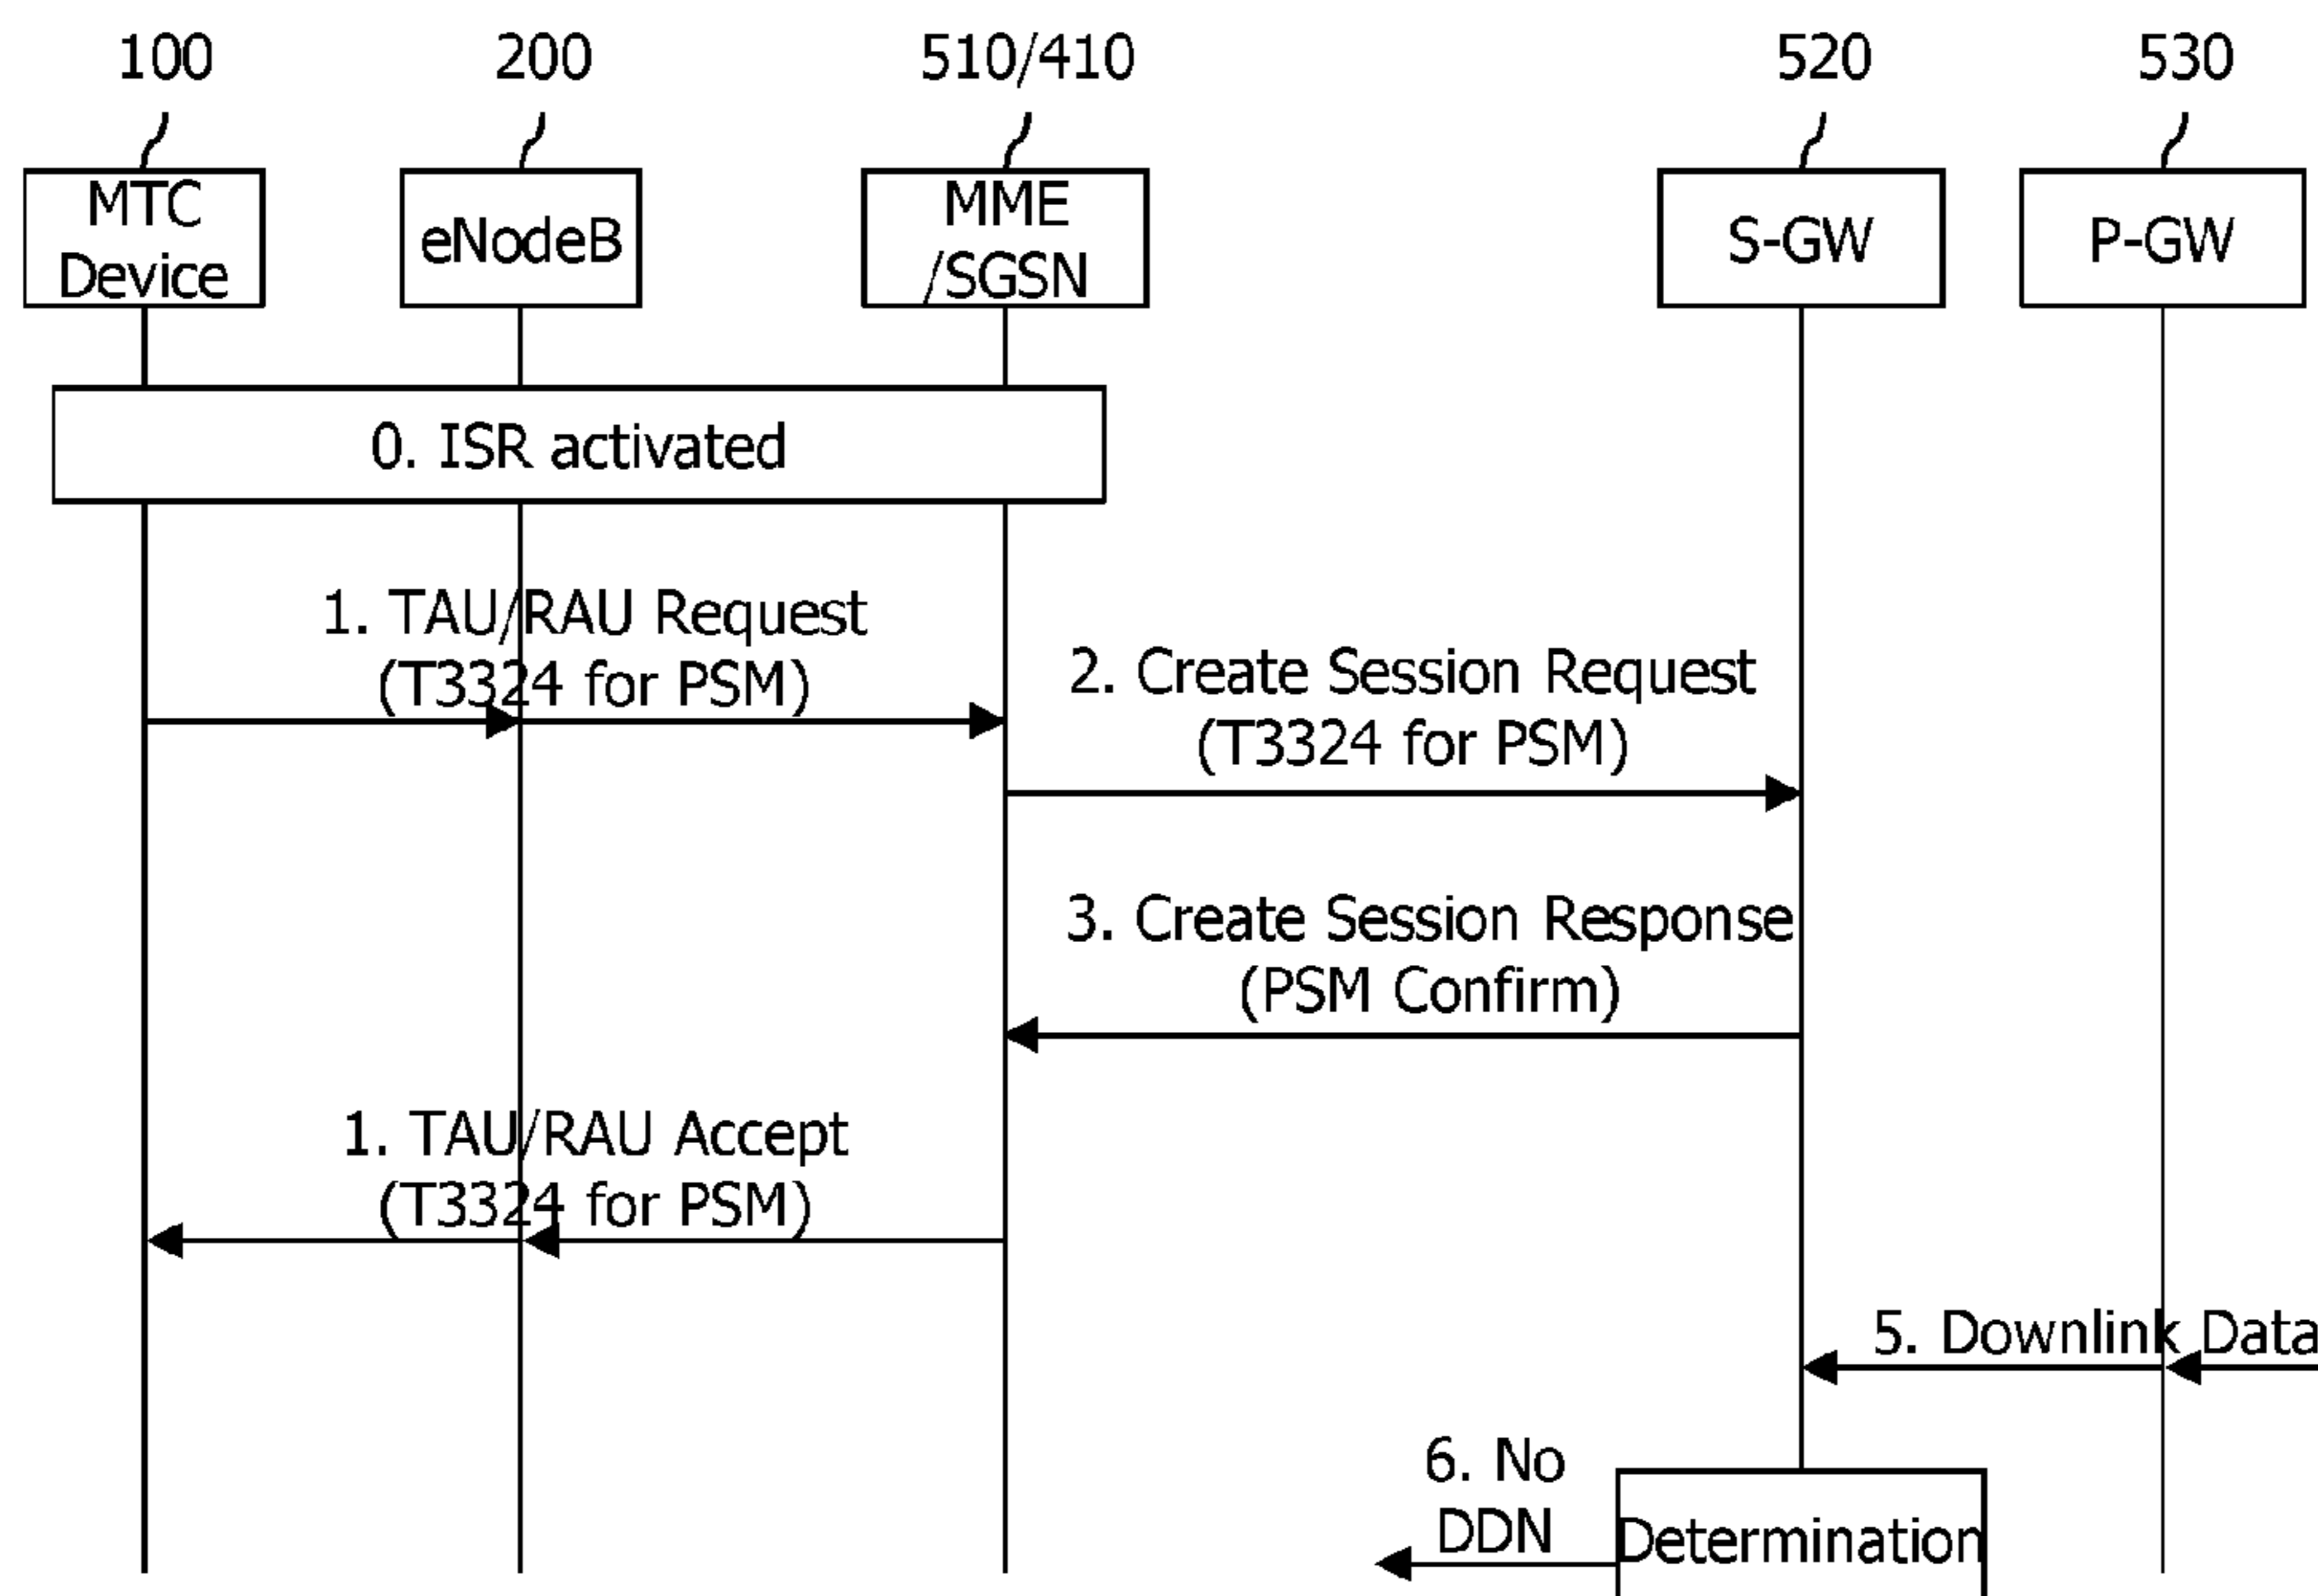 100
200
510/410
520
530
MTC
Device
eNodeB
MME
/SGSN
S-GW
P-GW
0. ISR activated
1. TAU/RAU Request
(T3324 for PSM)
2. Create Session Request
(T3324 for PSM)
3. Create Session Response
(PSM Confirm)
1. TAU/RAU Accept
(T3324 for PSM)
5. Downlink Data
6. No
DDN
Determination